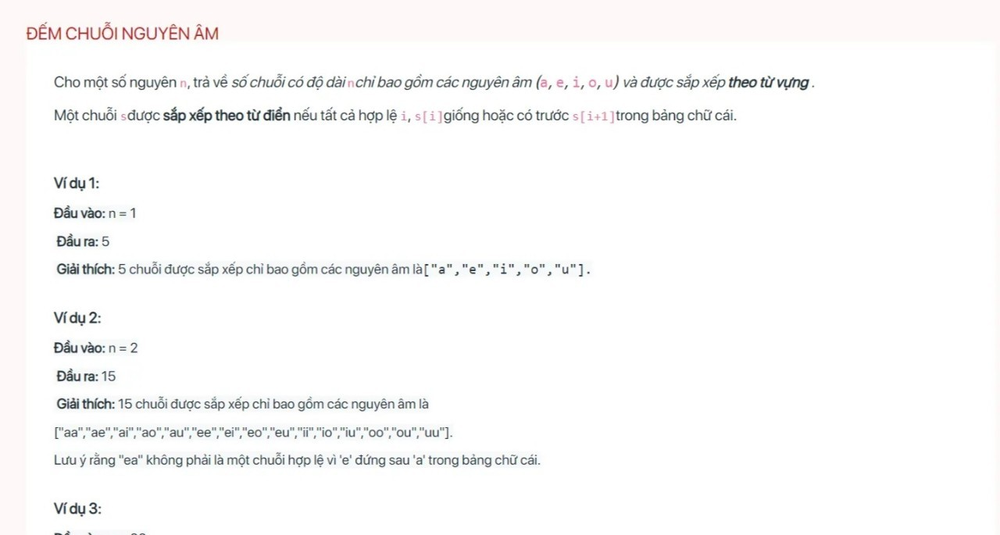 ĐẾM CHUỖI NGUYÊN ÂM
Cho một số nguyên n, trả về số chuỗi có độ dài n chỉ bao gồm các nguyên âm (a, e, i, o, u) và được sắp xếp theo từ vựng .
Một chuỗi s được sắp xếp theo từ điển nếu tất cả hợp lệ i, s[i] giống hoặc có trước s[i+1] trong bảng chữ cái.
Ví dụ 1:
Đầu vào: n = 1
Đầu ra: 5
Giải thích: 5 chuỗi được sắp xếp chỉ bao gồm các nguyên âm là ["a","e","i","o","u"].
Ví dụ 2:
Đầu vào: n = 2
Đầu ra: 15
Giải thích: 15 chuỗi được sắp xếp chỉ bao gồm các nguyên âm là
["aa","ae","ai","ao","au","ee","ei","eo","eu","ii","io","iu","oo","ou","uu"].
Lưu ý rằng "ea" không phải là một chuỗi hợp lệ vì 'e' đứng sau 'a' trong bảng chữ cái.
Ví dụ 3: